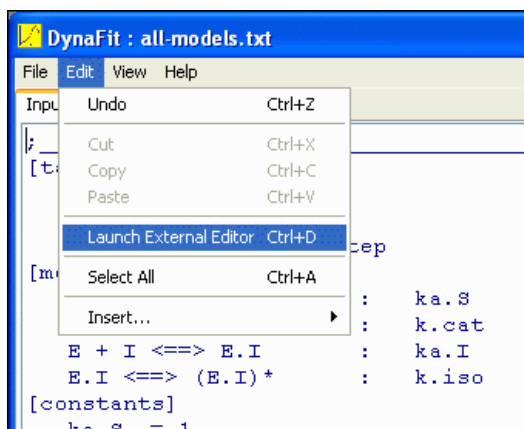 DynaFit : all-models.txt
File Edit View Help
Undo Ctrl+Z
;
Cut Ctrl+X
Copy Ctrl+C
Paste Ctrl+V
Launch External Editor Ctrl+D
Select All Ctrl+A
: ka.S
Insert...
: k.cat
E + I <==> E.I : ka.I
E.I <==> (E.I)* : k.iso
[constants]